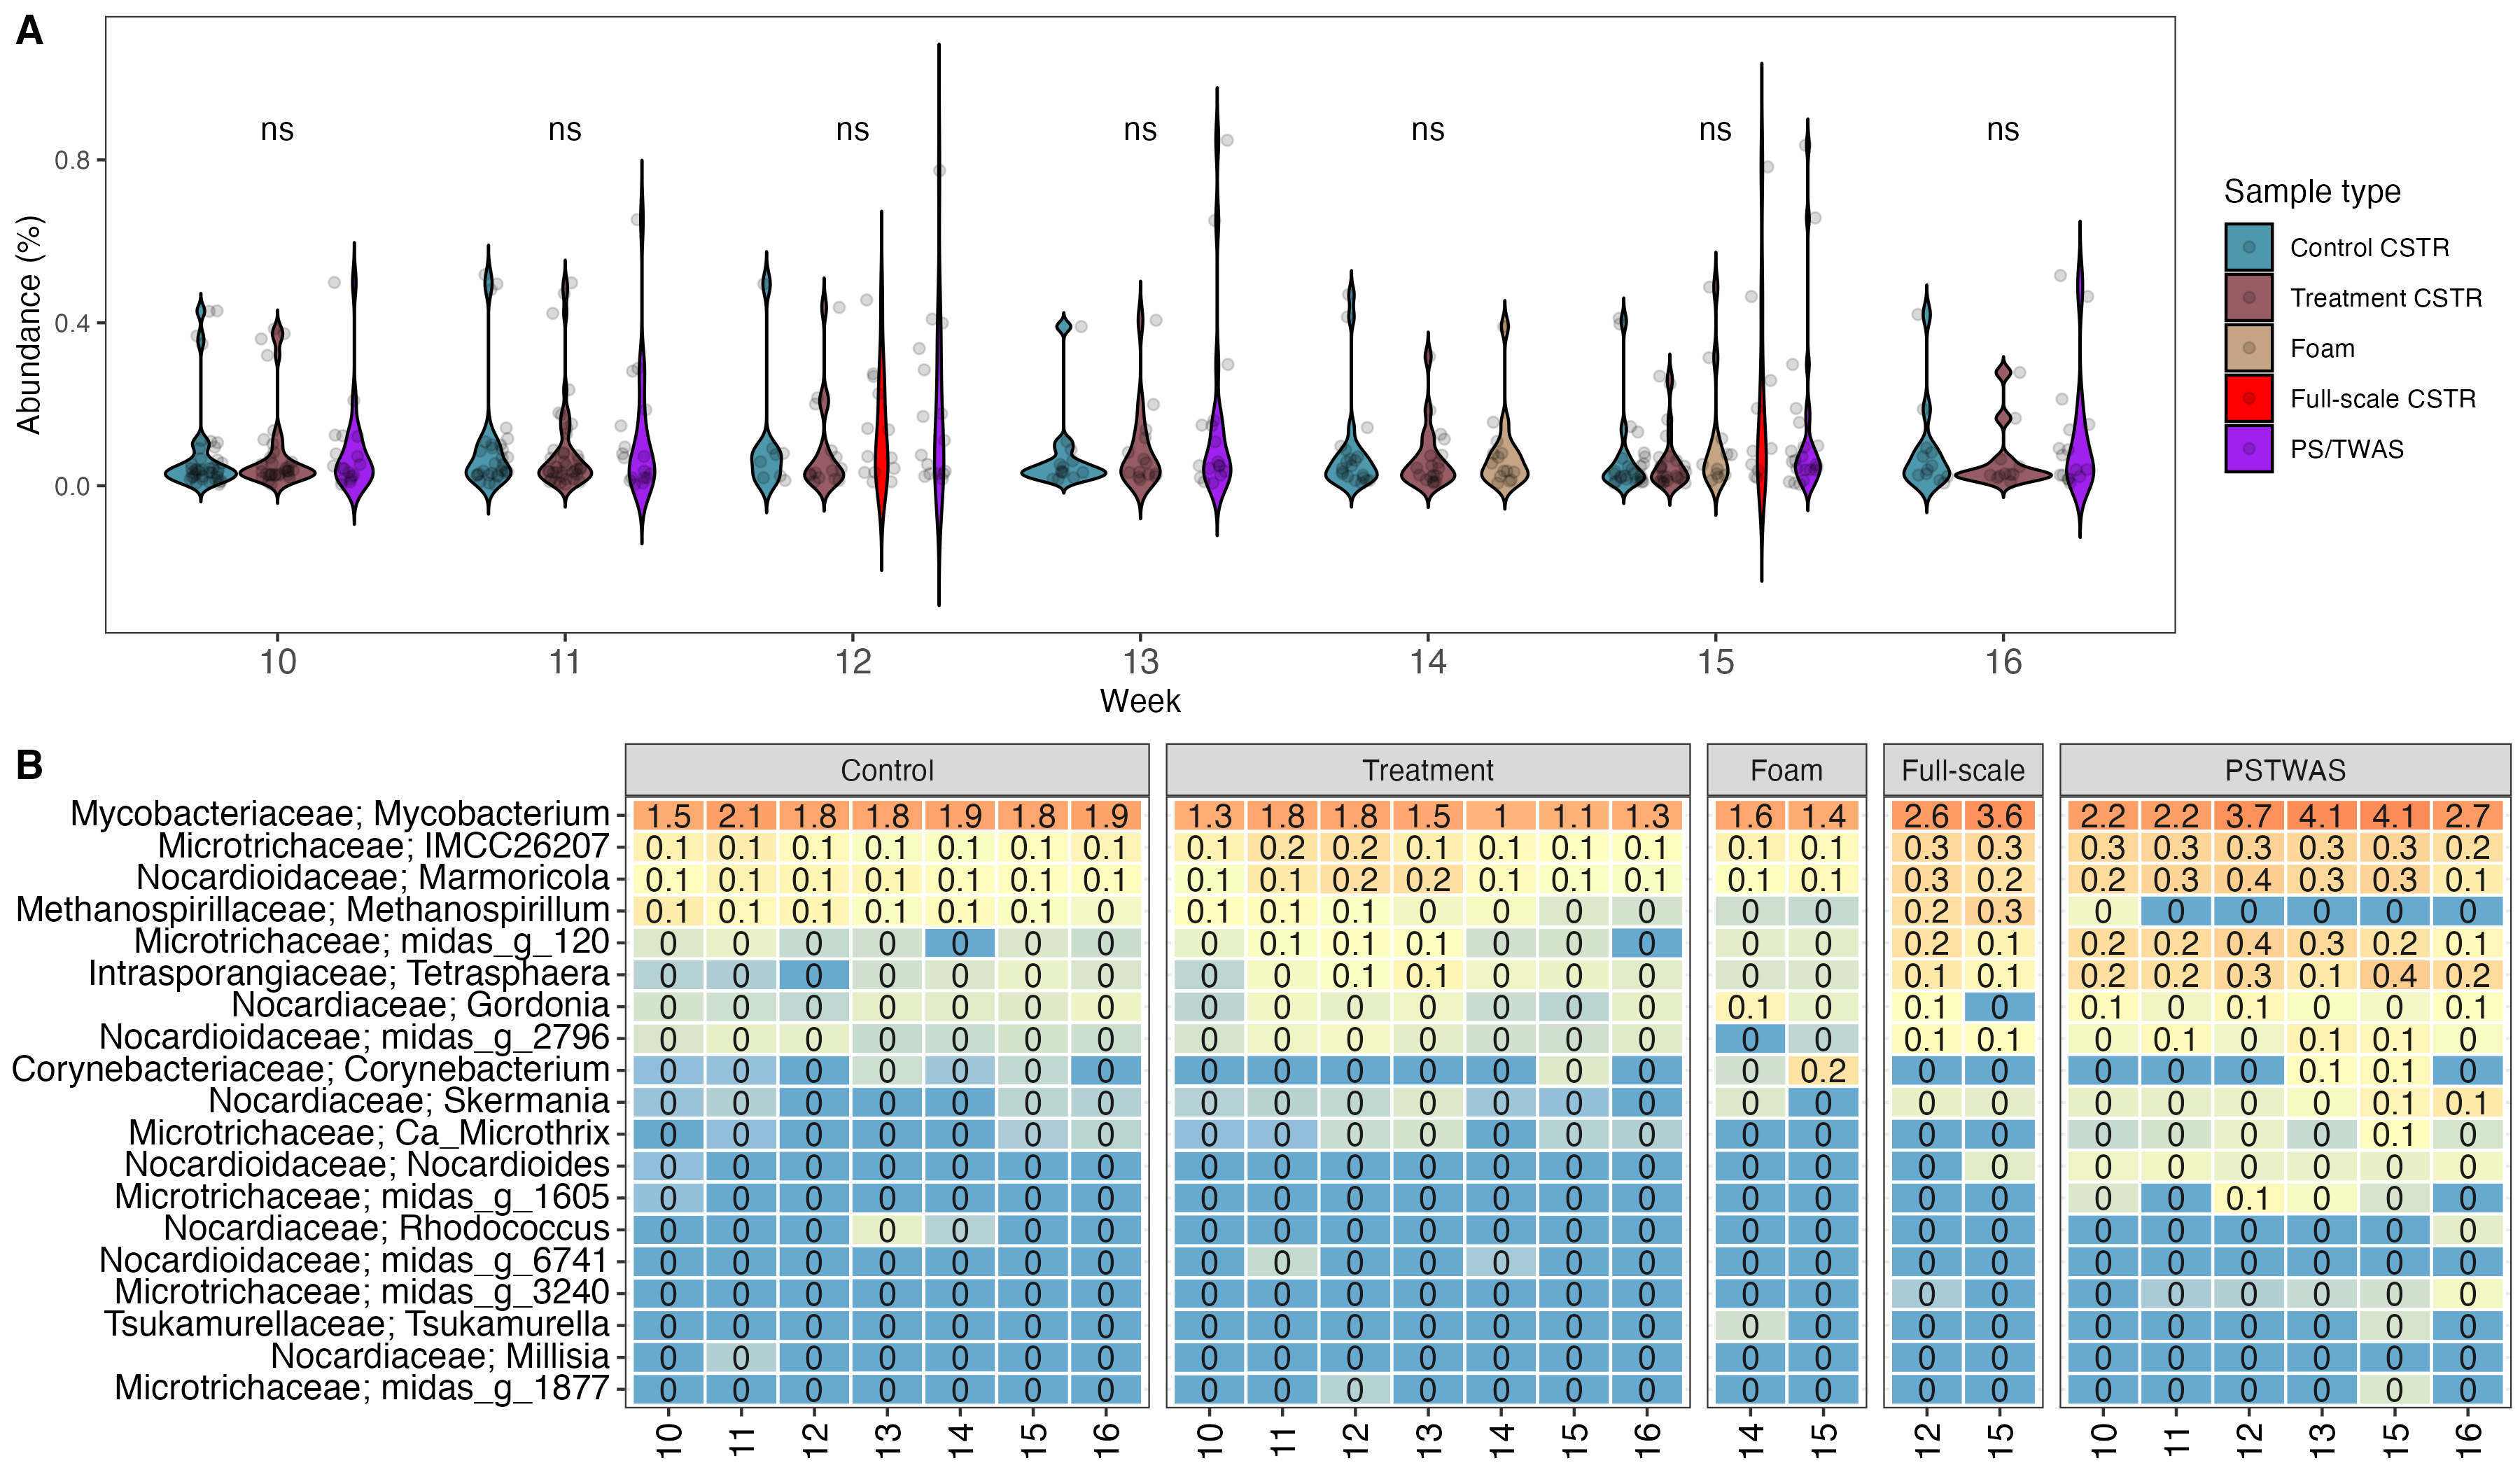 A
ns ns ns ns ns ns ns
Abundance (%)
0.8
0.4
0.0
10 11 12 13 14 15 16
Week
Sample type
Control CSTR
Treatment CSTR
Foam
Full-scale CSTR
PS/TWAS
B
Control Treatment Foam Full-scale PSTWAS
Mycobacteriaceae; Mycobacterium 1.5 2.1 1.8 1.8 1.9 1.8 1.9 1.3 1.8 1.8 1.5 1 1.1 1.3 1.6 1.4 2.6 3.6 2.2 2.2 3.7 4.1 4.1 2.7
Microtrichaceae; IMCC26207 0.1 0.1 0.1 0.1 0.1 0.1 0.1 0.1 0.2 0.2 0.1 0.1 0.1 0.1 0.1 0.1 0.3 0.3 0.3 0.3 0.3 0.3 0.3 0.2
Nocardioidaceae; Marmoricola 0.1 0.1 0.1 0.1 0.1 0.1 0.1 0.1 0.1 0.2 0.2 0.1 0.1 0.1 0.1 0.1 0.3 0.2 0.2 0.3 0.4 0.3 0.3 0.1
Methanospirillaceae; Methanospirillum 0.1 0.1 0.1 0.1 0.1 0.1 0 0.1 0.1 0.1 0 0 0 0 0 0 0.2 0.3 0 0 0 0 0 0
Microtrichaceae; midas_g_120 0 0 0 0 0 0 0 0 0.1 0.1 0.1 0 0 0 0 0 0.2 0.1 0.2 0.2 0.4 0.3 0.2 0.1
Intrasporangiaceae; Tetrasphaera 0 0 0 0 0 0 0 0 0 0.1 0.1 0 0 0 0 0 0.1 0.1 0.2 0.2 0.3 0.1 0.4 0.2
Nocardiaceae; Gordonia 0 0 0 0 0 0 0 0 0 0 0 0 0 0 0.1 0 0.1 0 0.1 0 0.1 0 0 0.1
Nocardioidaceae; midas_g_2796 0 0 0 0 0 0 0 0 0 0 0 0 0 0 0 0 0.1 0.1 0 0.1 0 0.1 0.1 0
Corynebacteriaceae; Corynebacterium 0 0 0 0 0 0 0 0 0 0 0 0 0 0 0 0.2 0 0 0 0 0 0.1 0.1 0
Nocardiaceae; Skermania 0 0 0 0 0 0 0 0 0 0 0 0 0 0 0 0 0 0 0 0 0 0 0.1 0.1
Microtrichaceae; Ca_Microthrix 0 0 0 0 0 0 0 0 0 0 0 0 0 0 0 0 0 0 0 0 0 0 0.1 0
Nocardioidaceae; Nocardioides 0 0 0 0 0 0 0 0 0 0 0 0 0 0 0 0 0 0 0 0 0 0 0 0
Microtrichaceae; midas_g_1605 0 0 0 0 0 0 0 0 0 0 0 0 0 0 0 0 0 0 0 0 0.1 0 0 0
Nocardiaceae; Rhodococcus 0 0 0 0 0 0 0 0 0 0 0 0 0 0 0 0 0 0 0 0 0 0 0 0
Nocardioidaceae; midas_g_6741 0 0 0 0 0 0 0 0 0 0 0 0 0 0 0 0 0 0 0 0 0 0 0 0
Microtrichaceae; midas_g_3240 0 0 0 0 0 0 0 0 0 0 0 0 0 0 0 0 0 0 0 0 0 0 0 0
Tsukamurellaceae; Tsukamurella 0 0 0 0 0 0 0 0 0 0 0 0 0 0 0 0 0 0 0 0 0 0 0 0
Nocardiaceae; Millisia 0 0 0 0 0 0 0 0 0 0 0 0 0 0 0 0 0 0 0 0 0 0 0 0
Microtrichaceae; midas_g_1877 0 0 0 0 0 0 0 0 0 0 0 0 0 0 0 0 0 0 0 0 0 0 0 0
10 11 12 13 14 15 16 10 11 12 13 14 15 16 14 15 12 15 10 11 12 13 15 16